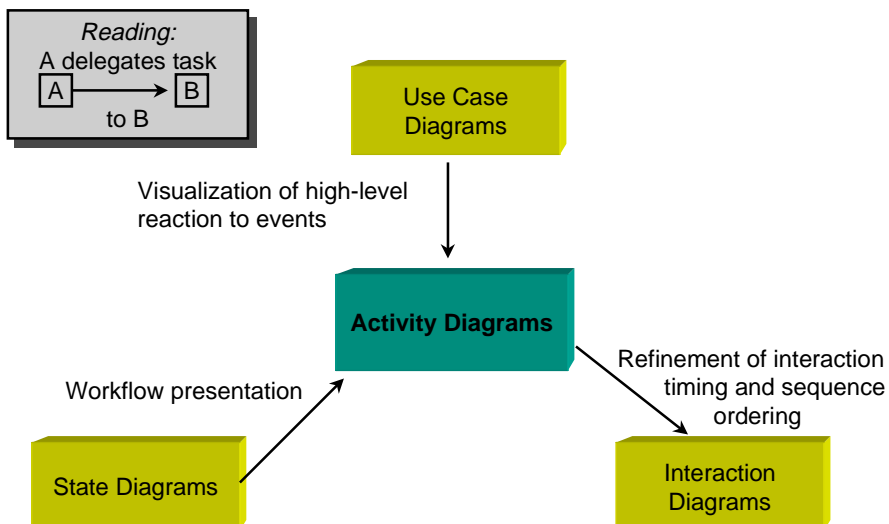 Reading:
A delegates task
A B
to B
Use Case
Diagrams
Visualization of high-level
reaction to events
Activity Diagrams
Refinement of interaction
timing and sequence
ordering
Workflow presentation
State Diagrams
Interaction
Diagrams